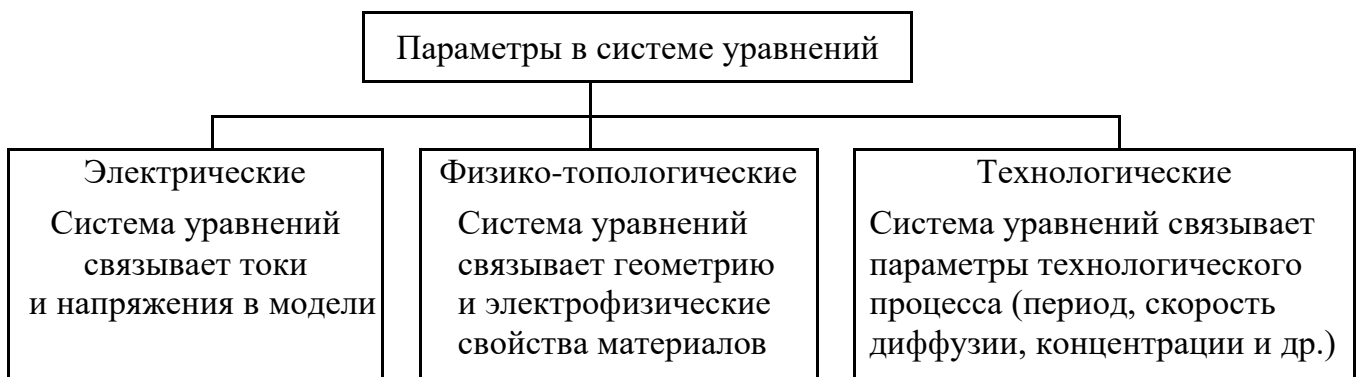 Параметры в системе уравнений
Электрические
Система уравнений
связывает токи
и напряжения в модели
Физико-топологические
Система уравнений
связывает геометрию
и электрофизические
свойства материалов
Технологические
Система уравнений связывает
параметры технологического
процесса (период, скорость
диффузии, концентрации и др.)